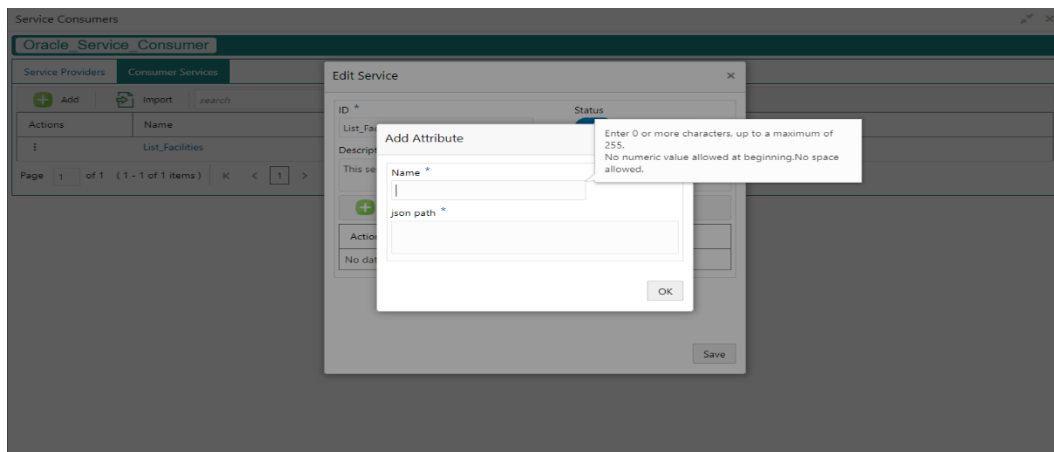 Service Consumers
Oracle_Service_Consumer
Service Providers Consumer Services
Add Import search
Actions Name
List_Facilities
Page 1 of 1 (1 - 1 of 1 items) K < 1 >
Edit Service ×
ID * Status
List_Fac
Descript
This se
Action
No dat
Save
Add Attribute
Name *
json path *
OK
Enter 0 or more characters, up to a maximum of
255.
No numeric value allowed at beginning.No space
allowed.